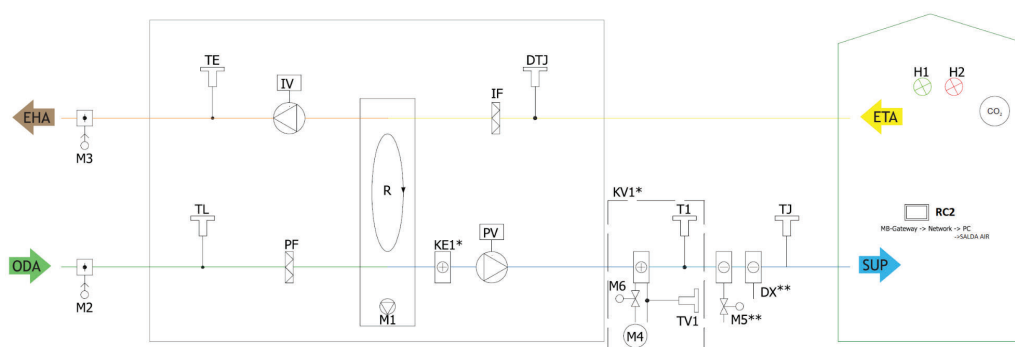 TE
IV
IF
DTJ
H1
H2
EHA
ETA
CO2
M3
R
KV1*
TL
T1
TJ
RC2
PF
KE1*
PV
MB-Gateway -> Network -> PC
->SALDA AIR
ODA
SUP
M6
DX**
M2
M1
TV1
M5**
M4